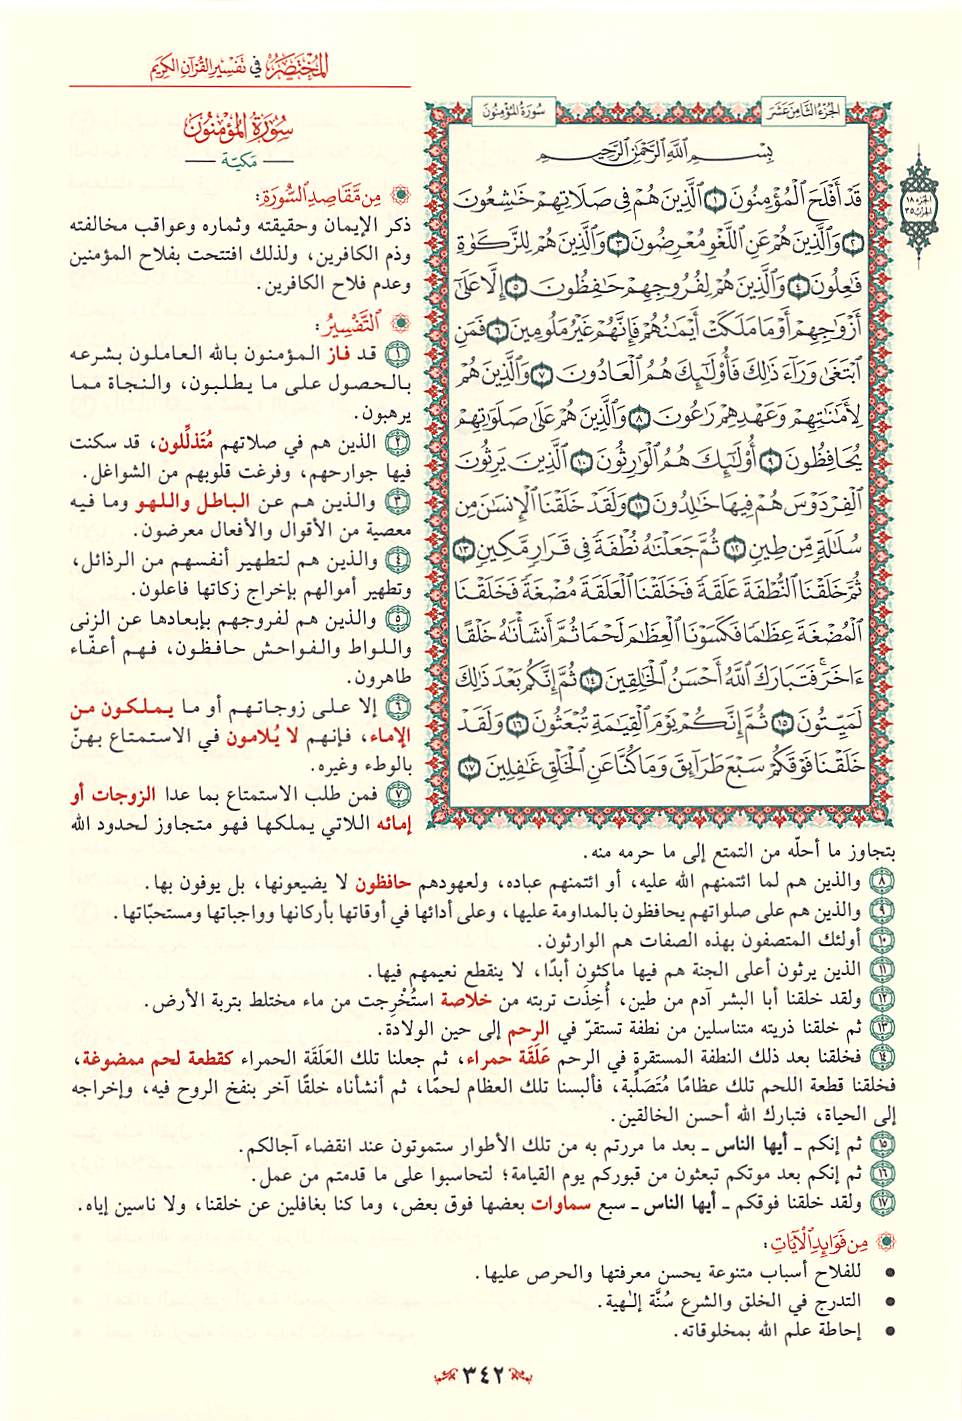 المختصر في تفسير القرآن الكريم
الجزء الثامن عشر
سورة المؤمنون
الجزء ١٨
الحزب ٣٥
بِسْمِ اللَّهِ الرَّحْمَٰنِ الرَّحِيمِ
قَدْ أَفْلَحَ الْمُؤْمِنُونَ ١ الَّذِينَ هُمْ فِي صَلَاتِهِمْ خَاشِعُونَ
٢ وَالَّذِينَ هُمْ عَنِ اللَّغْوِ مُعْرِضُونَ ٣ وَالَّذِينَ هُمْ لِلزَّكَوٰةِ
فَاعِلُونَ ٤ وَالَّذِينَ هُمْ لِفُرُوجِهِمْ حَافِظُونَ ٥ إِلَّا عَلَىٰ
أَزْوَاجِهِمْ أَوْ مَا مَلَكَتْ أَيْمَانُهُمْ فَإِنَّهُمْ غَيْرُ مَلُومِينَ ٦ فَمَنِ
ابْتَغَىٰ وَرَآءَ ذَالِكَ فَأُولَٰئِكَ هُمُ الْعَادُونَ ٧ وَالَّذِينَ هُمْ
لِأَمَانَاتِهِمْ وَعَهْدِهِمْ رَاعُونَ ٨ وَالَّذِينَ هُمْ عَلَىٰ صَلَوَاتِهِمْ
يُحَافِظُونَ ٩ أُولَٰئِكَ هُمُ الْوَارِثُونَ ١٠ الَّذِينَ يَرِثُونَ
الْفِرْدَوْسَ هُمْ فِيهَا خَالِدُونَ ١١ وَلَقَدْ خَلَقْنَا الْإِنسَانَ مِن
سُلَالَةٍ مِّن طِينٍ ١٢ ثُمَّ جَعَلْنَاهُ نُطْفَةً فِي قَرَارٍ مَّكِينٍ ١٣
ثُمَّ خَلَقْنَا النُّطْفَةَ عَلَقَةً فَخَلَقْنَا الْعَلَقَةَ مُضْغَةً فَخَلَقْنَا
الْمُضْغَةَ عِظَامًا فَكَسَوْنَا الْعِظَامَ لَحْمًا ثُمَّ أَنشَأْنَاهُ خَلْقًا
ءَاخَرَ فَتَبَارَكَ اللَّهُ أَحْسَنُ الْخَالِقِينَ ١٤ ثُمَّ إِنَّكُم بَعْدَ ذَالِكَ
لَمَيِّتُونَ ١٥ ثُمَّ إِنَّكُمْ يَوْمَ الْقِيَامَةِ تُبْعَثُونَ ١٦ وَلَقَدْ
خَلَقْنَا فَوْقَكُمْ سَبْعَ طَرَآئِقَ وَمَا كُنَّا عَنِ الْخَلْقِ غَافِلِينَ ١٧
سورة المؤمنون
مكية
من مقاصد السورة:
ذكر الإيمان وحقيقته وثماره وعواقب مخالفته
وذم الكافرين، ولذلك افتتحت بفلاح المؤمنين
وعدم فلاح الكافرين.
التفسير:
١ قد فاز المؤمنون بالله العاملون بشرعه
بالحصول على ما يطلبون، والنجاة مما
يرهبون.
٢ الذين هم في صلاتهم مُتَذلِّلون، قد سكنت
فيها جوارحهم، وفرغت قلوبهم من الشواغل.
٣ والذين هم عن الباطل واللهو وما فيه
معصية من الأقوال والأفعال معرضون.
٤ والذين هم لتطهير أنفسهم من الرذائل،
وتطهير أموالهم بإخراج زكاتها فاعلون.
٥ والذين هم لفروجهم بإبعادها عن الزنى
واللواط والفواحش حافظون، فهم أعفّاء
طاهرون.
٦ إلا على زوجاتهم أو ما يملكون من
الإماء، فإنهم لا يُلامون في الاستمتاع بهنّ
بالوطء وغيره.
٧ فمن طلب الاستمتاع بما عدا الزوجات أو
إمائه اللاتي يملكها فهو متجاوز لحدود الله
بتجاوز ما أحلّه من التمتع إلى ما حرمه منه.
٨ والذين هم لما ائتمنهم الله عليه، أو ائتمنهم عباده، ولعهودهم حافظون لا يضيعونها، بل يوفون بها.
٩ والذين هم على صلواتهم يحافظون بالمداومة عليها، وعلى أدائها في أوقاتها بأركانها وواجباتها ومستحبّاتها.
١٠ أولئك المتصفون بهذه الصفات هم الوارثون.
١١ الذين يرثون أعلى الجنة هم فيها ماكثون أبدًا، لا ينقطع نعيمهم فيها.
١٢ ولقد خلقنا أبا البشر آدم من طين، أُخِذَت تربته من خلاصة استُخْرِجت من ماء مختلط بتربة الأرض.
١٣ ثم خلقنا ذريته متناسلين من نطفة تستقرّ في الرحم إلى حين الولادة.
١٤ فخلقنا بعد ذلك النطفة المستقرة في الرحم عَلَقَة حمراء، ثم جعلنا تلك العَلَقَة الحمراء كقطعة لحم ممضوغة،
فخلقنا قطعة اللحم تلك عظامًا مُتَصَلِّبة، فألبسنا تلك العظام لحمًا، ثم أنشأناه خلقًا آخر بنفخ الروح فيه، وإخراجه
إلى الحياة، فتبارك الله أحسن الخالقين.
١٥ ثم إنكم ـ أيها الناس ـ بعد ما مررتم به من تلك الأطوار ستموتون عند انقضاء آجالكم.
١٦ ثم إنكم بعد موتكم تبعثون من قبوركم يوم القيامة؛ لتحاسبوا على ما قدمتم من عمل.
١٧ ولقد خلقنا فوقكم ـ أيها الناس ـ سبع سماوات بعضها فوق بعض، وما كنا بغافلين عن خلقنا، ولا ناسين إياه.
من فوائد الآيات:
• للفلاح أسباب متنوعة يحسن معرفتها والحرص عليها.
• التدرج في الخلق والشرع سُنَّة إلٰهية.
• إحاطة علم الله بمخلوقاته.
٣٤٢